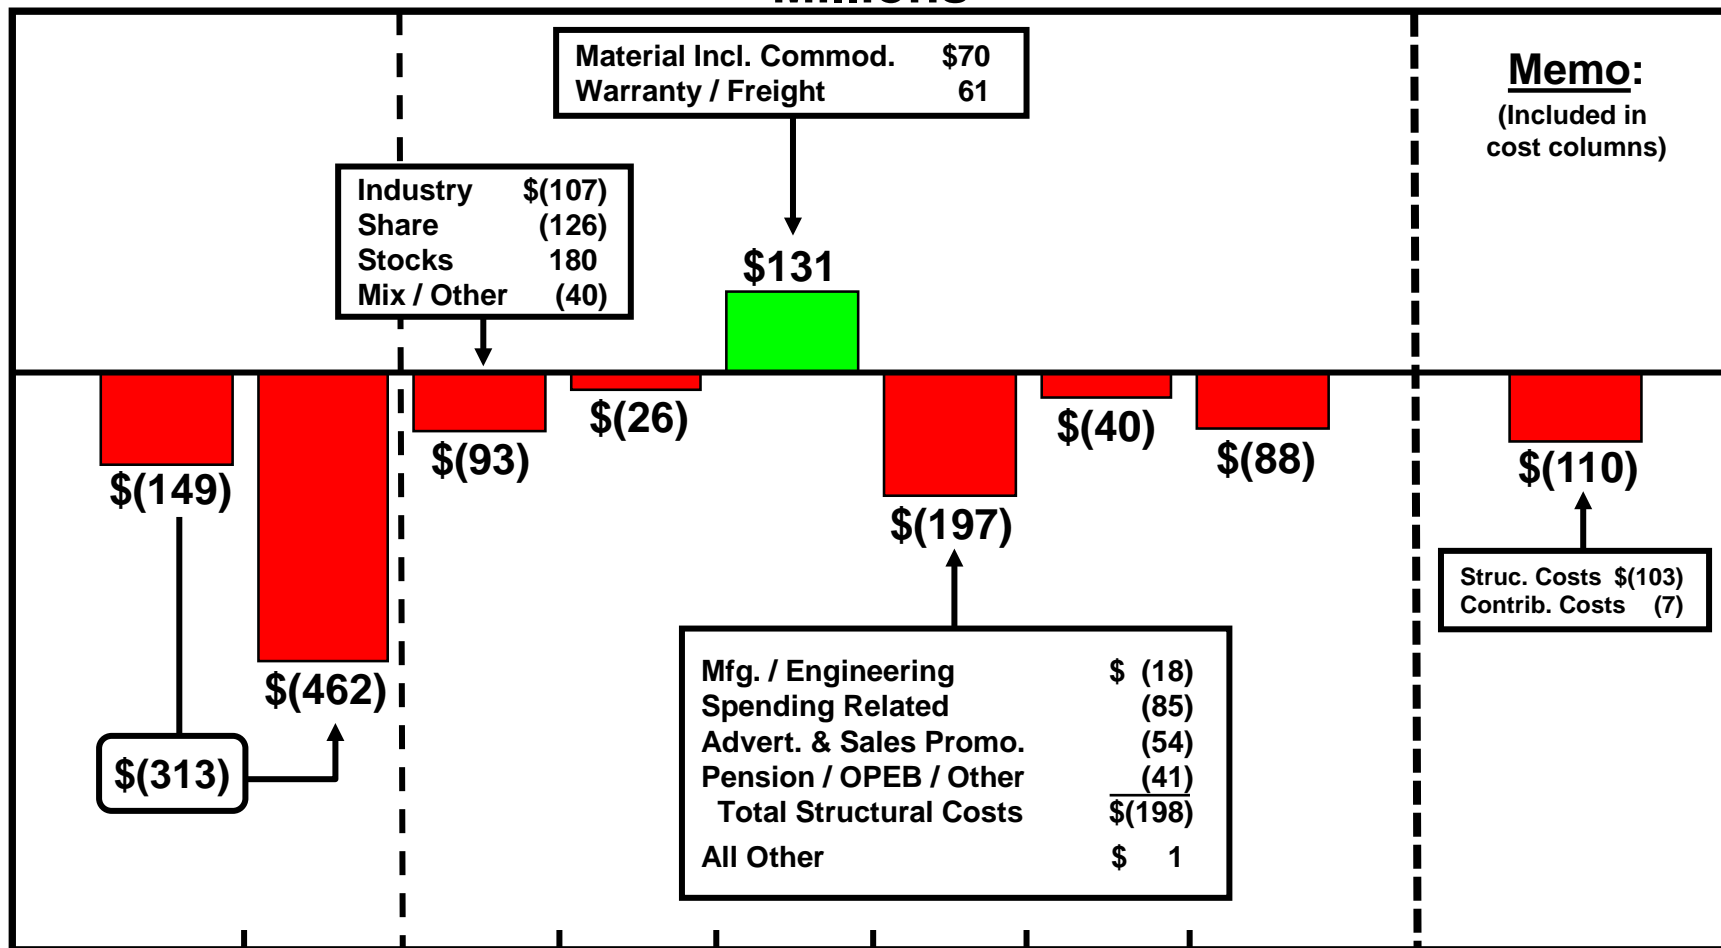 Material Incl. Commod. $70
Warranty / Freight 61
Memo:
(Included in
cost columns)
Industry $(107)
Share (126)
Stocks 180
Mix / Other (40)
$131
$(149)
$(462)
$(93)
$(26)
$(197)
$(40)
$(88)
$(110)
$(313)
Struc. Costs $(103)
Contrib. Costs (7)
Mfg. / Engineering $ (18)
Spending Related (85)
Advert. & Sales Promo. (54)
Pension / OPEB / Other (41)
Total Structural Costs $(198)
All Other $ 1